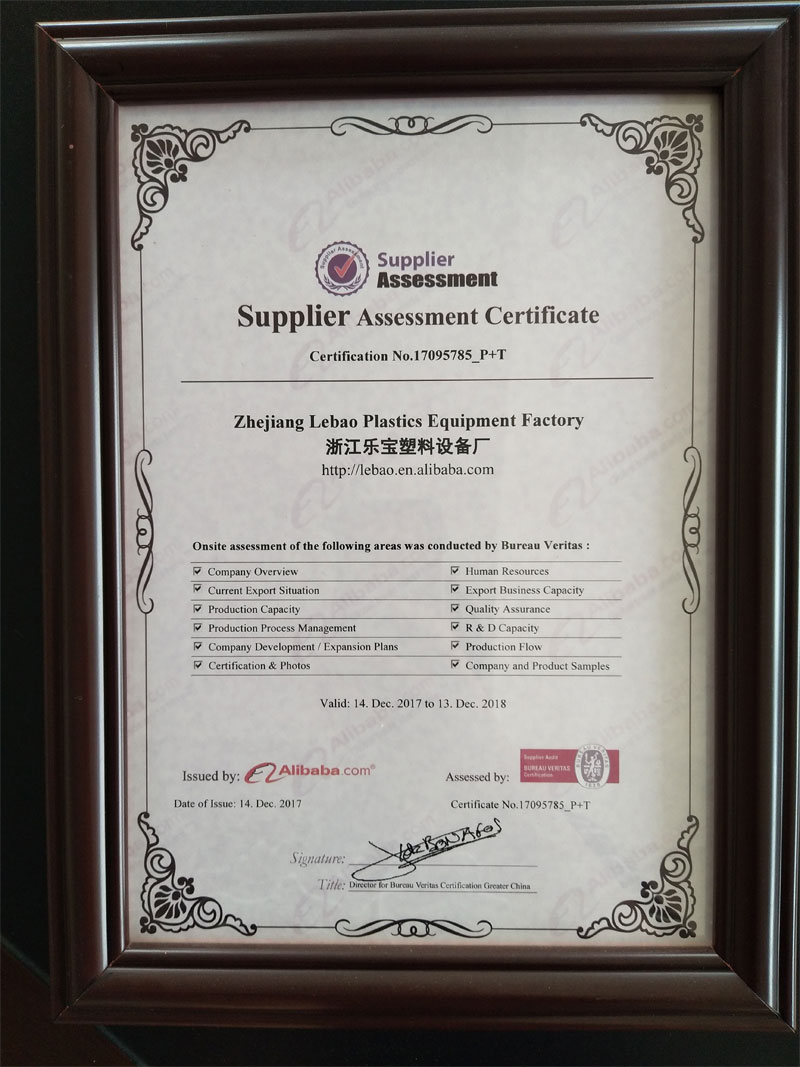 Supplier Assessment
Supplier
Assessment
Supplier Assessment Certificate
Certification No.17095785_P+T
Zhejiang Lebao Plastics Equipment Factory
浙江乐宝塑料设备厂
http://lebao.en.alibaba.com
Onsite assessment of the following areas was conducted by Bureau Veritas :
Company Overview
Human Resources
Current Export Situation
Export Business Capacity
Production Capacity
Quality Assurance
Production Process Management
R & D Capacity
Company Development / Expansion Plans
Production Flow
Certification & Photos
Company and Product Samples
Valid: 14. Dec. 2017 to 13. Dec. 2018
Issued by: Alibaba.com®
Assessed by:
Supplier Audit
BUREAU VERITAS
Certification
BUREAU VERITAS
1828
Date of Issue: 14. Dec. 2017
Certificate No.17095785_P+T
Signature:
Title: Director for Bureau Veritas Certification Greater China